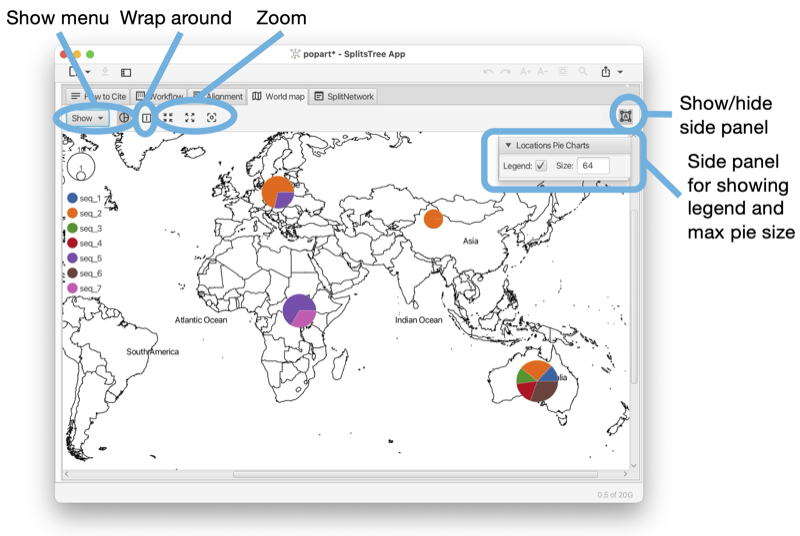 Show menu Wrap around Zoom
popart* - SplitsTree App
A+ A-
How to Cite Workflow Alignment World map SplitNetwork
Show
Show/hide
side panel
Locations Pie Charts
Legend: Size: 64
Side panel
for showing
legend and
max pie size
1
seq_1
seq_2
seq_3
seq_4
seq_5
seq_6
seq_7
Asia
Atlantic Ocean
Indian Ocean
South America
0.5 of 20G